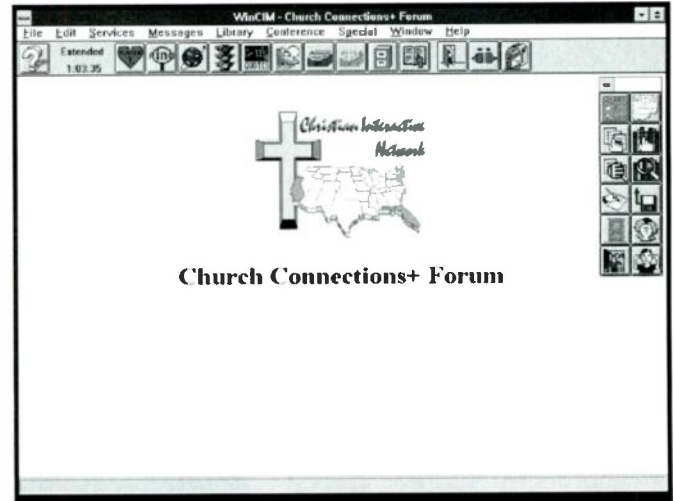 WinCIM - Church Connections+ Forum
File Edit Services Messages Library Conference Special Window Help
Extended
1:03:35
Christian Interactive
Network
Church Connections+ Forum